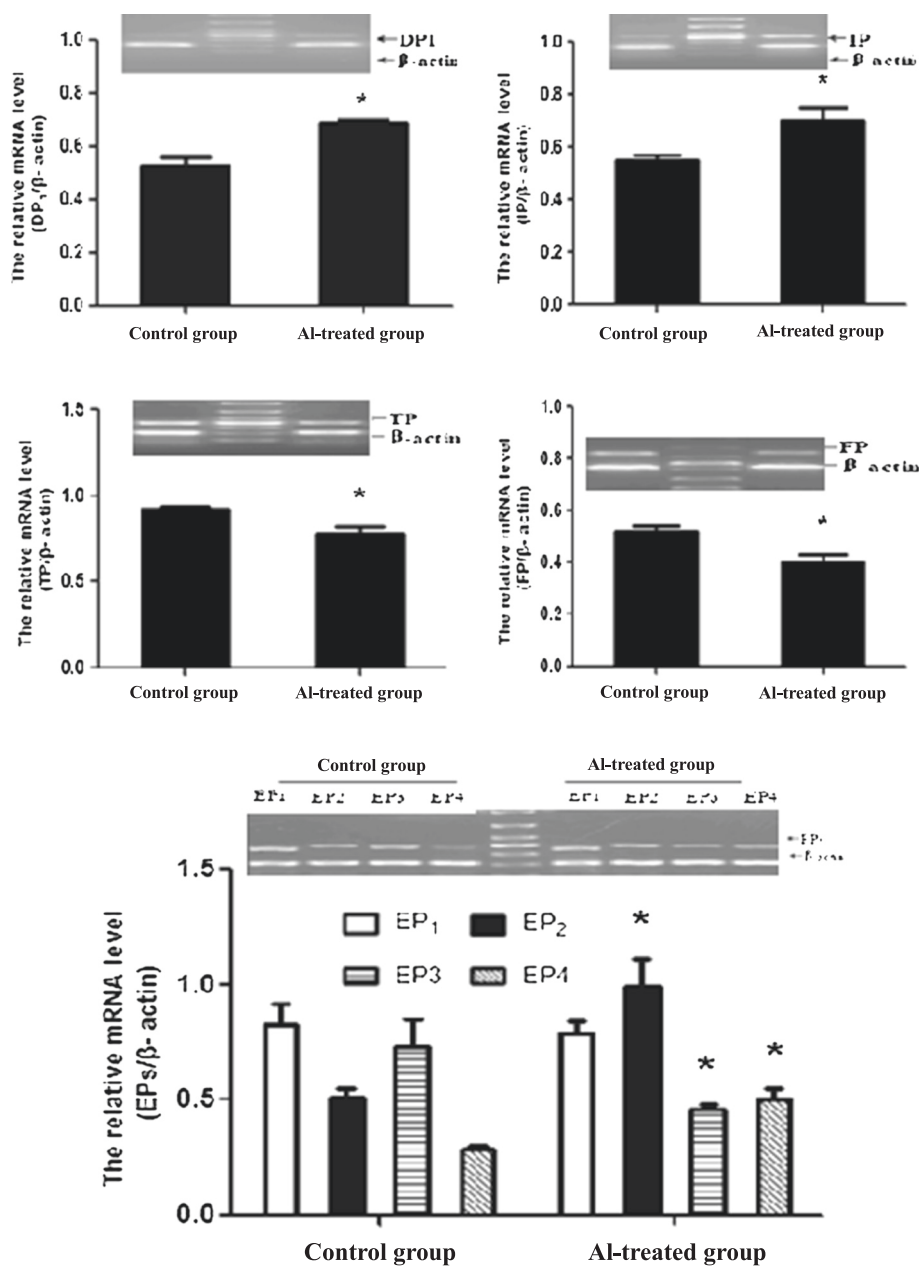 1.0
0.8
0.6
0.4
0.2
0.0
The relative mRNA level
(DP1/β- actin)
DP1
β-actin
*
Control group
Al-treated group
1.0
0.8
0.6
0.4
0.2
0.0
The relative mRNA level
(IP/β- actin)
IP
β-actin
*
Control group
Al-treated group
1.5
1.0
0.5
0.0
The relative mRNA level
(TP/β- actin)
TP
β-actin
*
Control group
Al-treated group
1.0
0.8
0.6
0.4
0.2
0.0
The relative mRNA level
(FP/β- actin)
FP
β-actin
*
Control group
Al-treated group
Control group
Al-treated group
EP1 EP2 EP3 EP4
EP1 EP2 EP3 EP4
1.5
1.0
0.5
0.0
The relative mRNA level
(EPs/β- actin)
EP1 EP2
EP3 EP4
*
*
*
Control group
Al-treated group